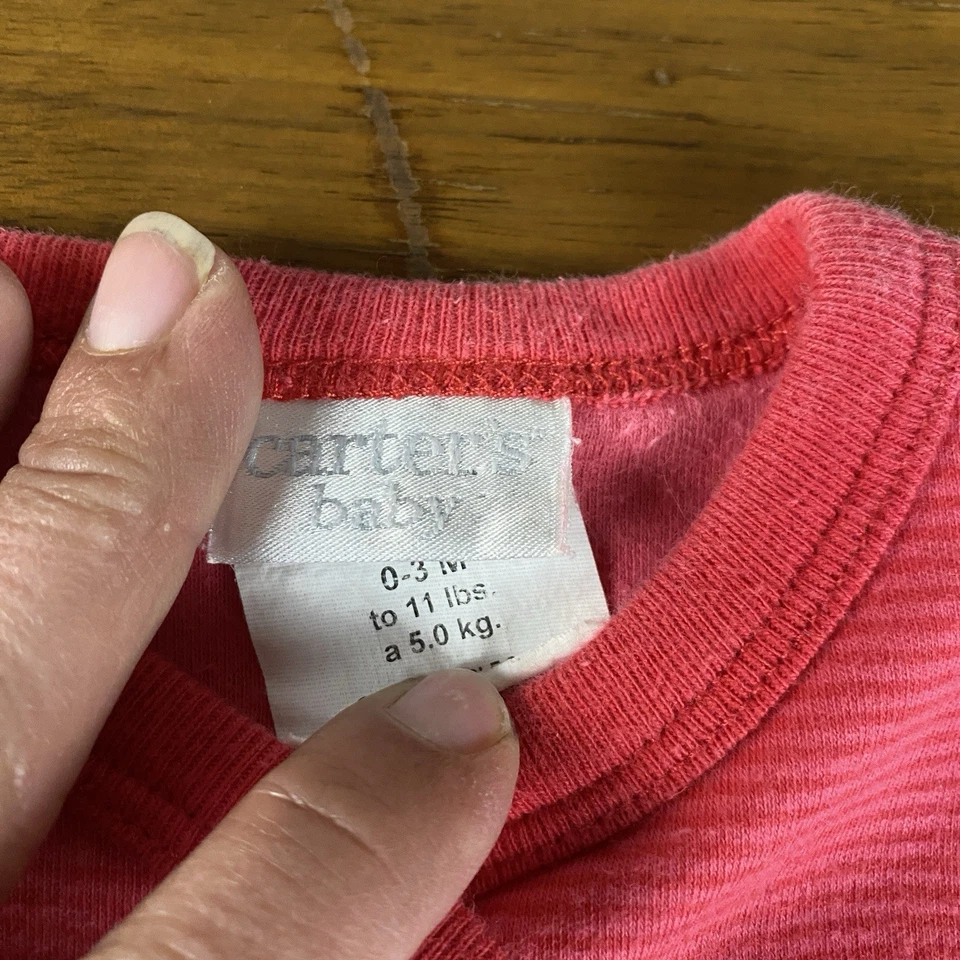 carter's
baby
0-3 M
to 11 lbs.
a 5.0 kg.